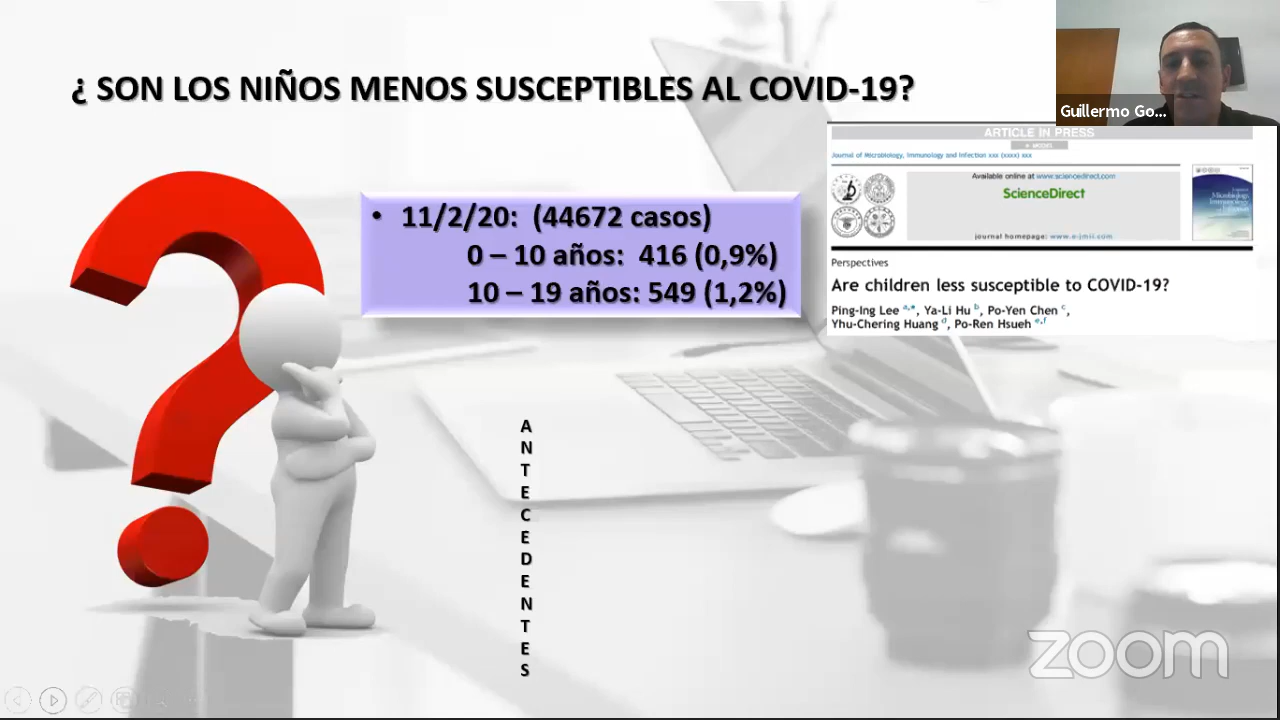 ¿ SON LOS NIÑOS MENOS SUSCEPTIBLES AL COVID-19?
Guillermo Go...
• 11/2/20: (44672 casos)
0 – 10 años: 416 (0,9%)
10 – 19 años: 549 (1,2%)
ARTICLE IN PRESS
Journal of Microbiology, Immunology and Infection xxx (xxxx) xxx
Available online at www.sciencedirect.com
ScienceDirect
journal homepage: www.e-jmii.com
Perspectives
Are children less susceptible to COVID-19?
Ping-Ing Lee a,*, Ya-Li Hu b, Po-Yen Chen c,
Yhu-Chering Huang d, Po-Ren Hsueh e,f
A
N
T
E
C
E
D
E
N
T
E
S
zoom